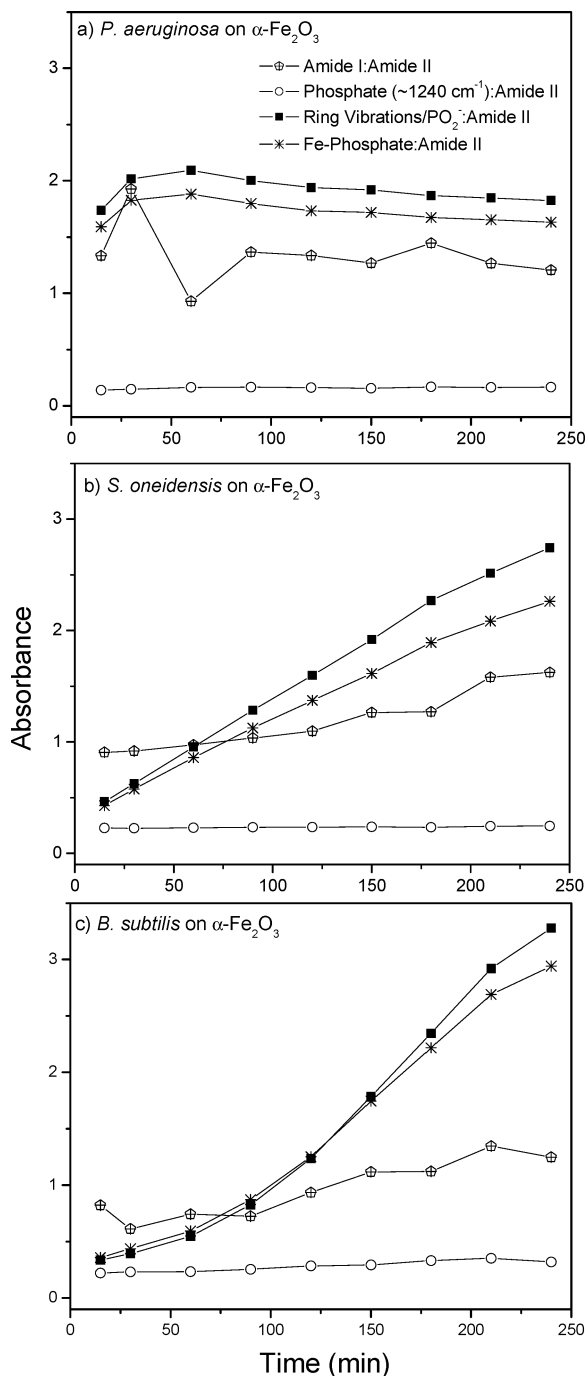 a) P. aeruginosa on α-Fe₂O₃
Amide I:Amide II
Phosphate (~1240 cm⁻¹):Amide II
Ring Vibrations/PO₂⁻:Amide II
Fe-Phosphate:Amide II
3
2
1
0
0 50 100 150 200 250
b) S. oneidensis on α-Fe₂O₃
3
2
1
0
0 50 100 150 200 250
Absorbance
c) B. subtilis on α-Fe₂O₃
3
2
1
0
0 50 100 150 200 250
Time (min)